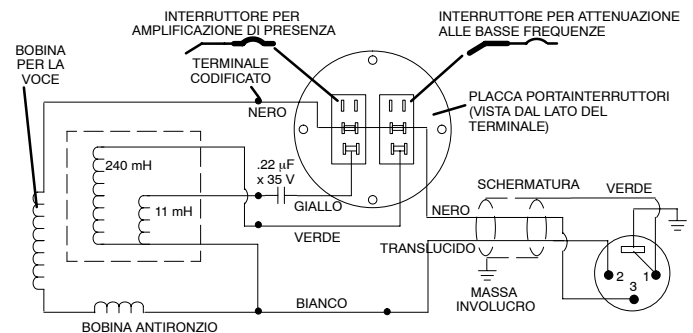 INTERRUTTORE PER
AMPLIFICAZIONE DI PRESENZA
INTERRUTTORE PER ATTENUAZIONE
ALLE BASSE FREQUENZE
BOBINA
PER LA
VOCE
TERMINALE
CODIFICATO
NERO
PLACCA PORTAINTERRUTTORI
(VISTA DAL LATO DEL
TERMINALE)
240 mH
11 mH
.22 µF
x 35 V
GIALLO
VERDE
SCHERMATURA
VERDE
NERO
TRANSLUCIDO
2
1
3
MASSA
INVOLUCRO
BIANCO
BOBINA ANTIRONZIO